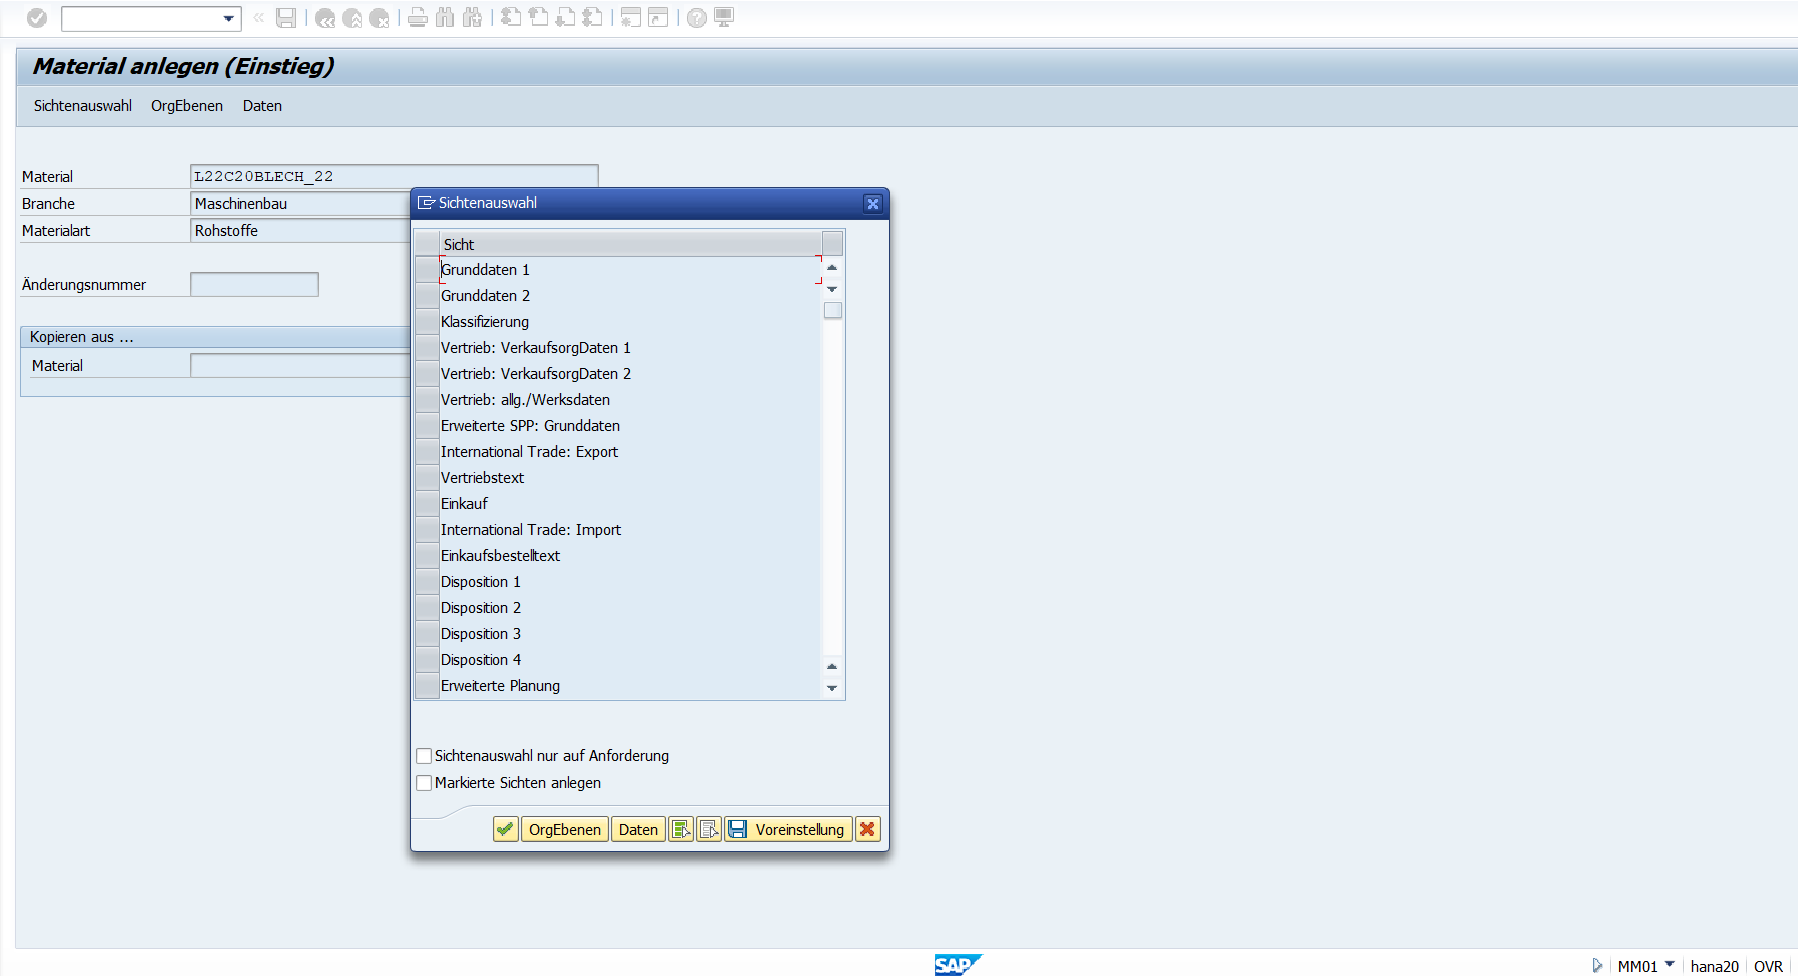 Material anlegen (Einstieg)
Sichtenauswahl OrgEbenen Daten
Material L22C20BLECH_22
Branche Maschinenbau
Materialart Rohstoffe
Änderungsnummer
Kopieren aus ...
Material
Sichtenauswahl
Sicht
Grunddaten 1
Grunddaten 2
Klassifizierung
Vertrieb: VerkaufsorgDaten 1
Vertrieb: VerkaufsorgDaten 2
Vertrieb: allg./Werksdaten
Erweiterte SPP: Grunddaten
International Trade: Export
Vertriebstext
Einkauf
International Trade: Import
Einkaufsbestelltext
Disposition 1
Disposition 2
Disposition 3
Disposition 4
Erweiterte Planung
Sichtenauswahl nur auf Anforderung
Markierte Sichten anlegen
OrgEbenen Daten Voreinstellung
SAP MM01 hana20 OVR